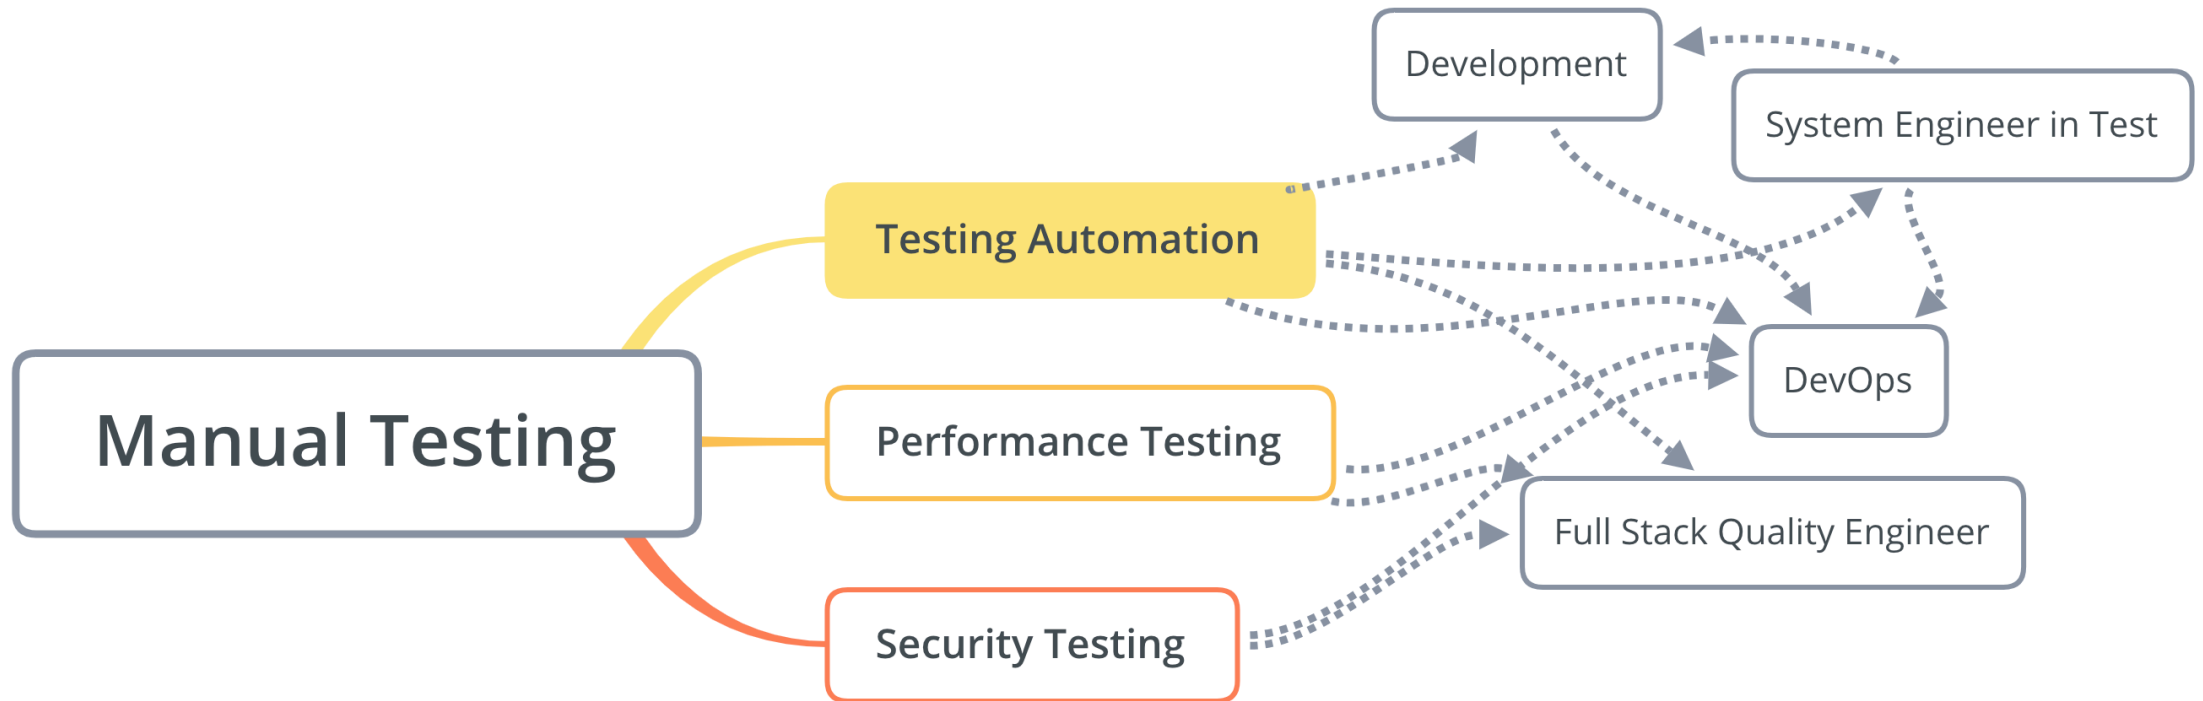 Development
System Engineer in Test
Testing Automation
DevOps
Manual Testing
Performance Testing
Full Stack Quality Engineer
Security Testing